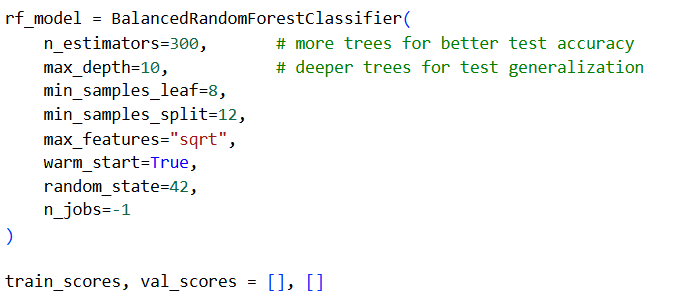 rf_model = BalancedRandomForestClassifier(
    n_estimators=300,       # more trees for better test accuracy
    max_depth=10,           # deeper trees for test generalization
    min_samples_leaf=8,
    min_samples_split=12,
    max_features="sqrt",
    warm_start=True,
    random_state=42,
    n_jobs=-1
)
train_scores, val_scores = [], []